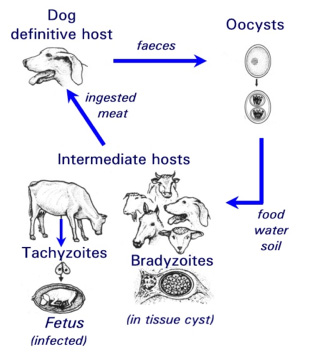 Dog
definitive host
faeces
Oocysts
ingested
meat
Intermediate hosts
food
water
soil
Tachyzoites
Bradyzoites
Fetus
(infected)
(in tissue cyst)